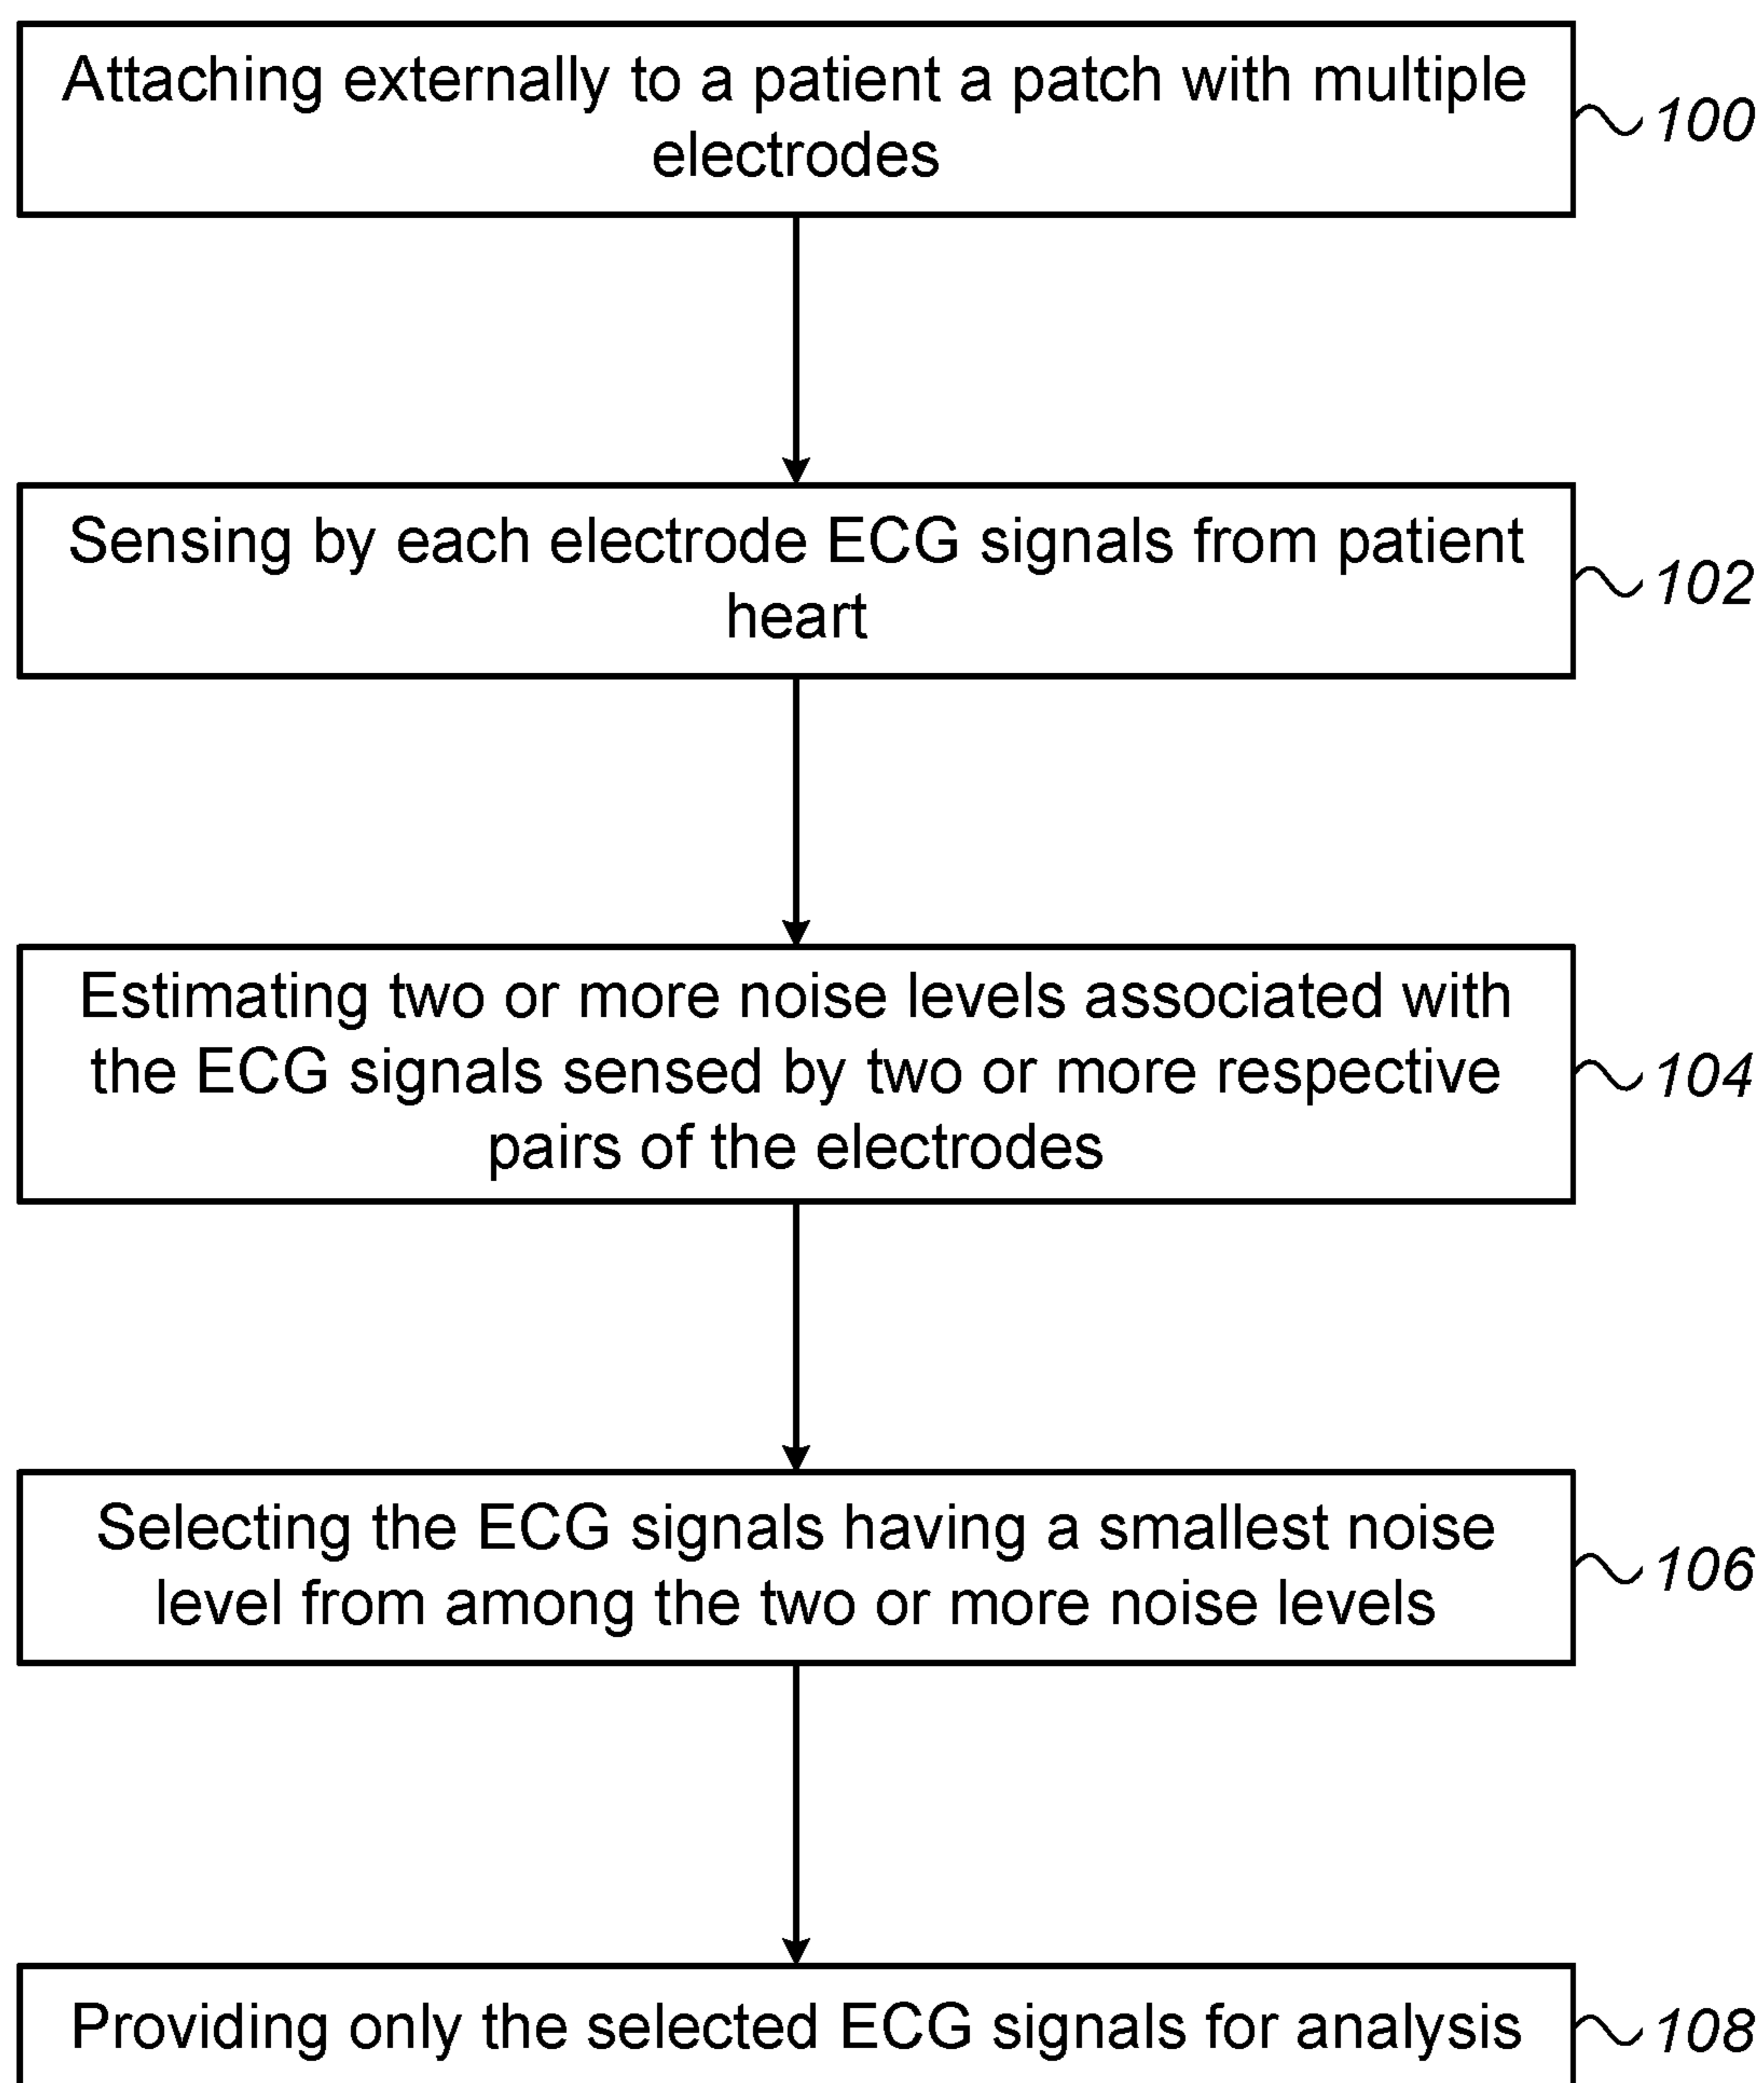 Attaching externally to a patient a patch with multiple
electrodes
100
Sensing by each electrode ECG signals from patient
heart
102
Estimating two or more noise levels associated with
the ECG signals sensed by two or more respective
pairs of the electrodes
104
Selecting the ECG signals having a smallest noise
level from among the two or more noise levels
106
Providing only the selected ECG signals for analysis
108